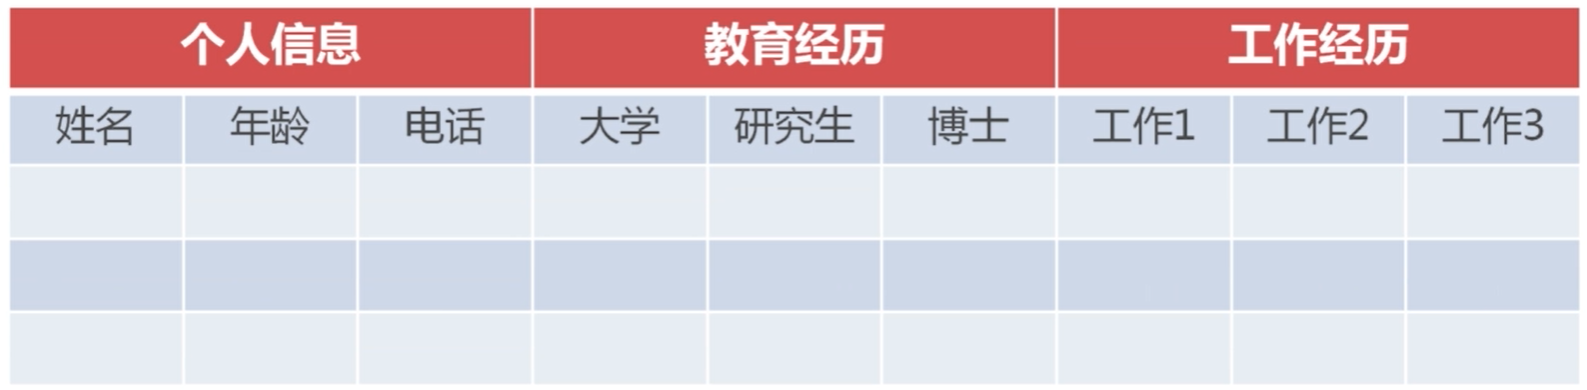 个人信息 教育经历 工作经历
姓名 年龄 电话 大学 研究生 博士 工作1 工作2 工作3